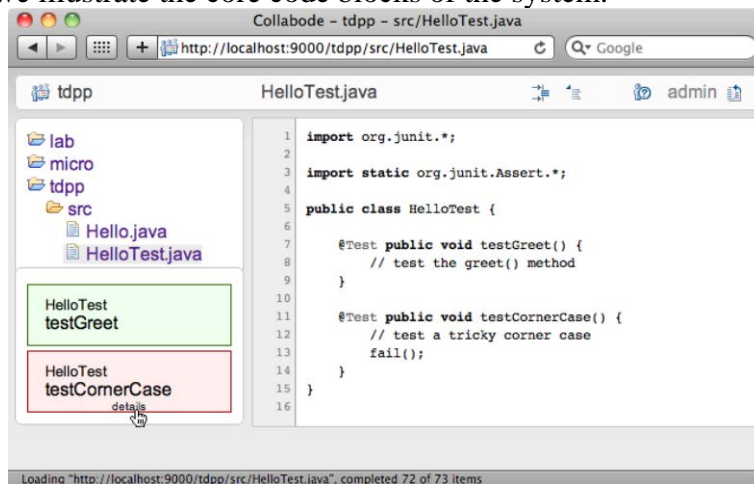 we illustrate the core code blocks of the system.
Collabode – tdpp – src/HelloTest.java
http://localhost:9000/tdpp/src/HelloTest.java
Google
tdpp
HelloTest.java
admin
lab
micro
tdpp
src
Hello.java
HelloTest.java
HelloTest
testGreet
HelloTest
testCornerCase
details
1 import org.junit.*;
2
3 import static org.junit.Assert.*;
4
5 public class HelloTest {
6
7 @Test public void testGreet() {
8 // test the greet() method
9 }
10
11 @Test public void testCornerCase() {
12 // test a tricky corner case
13 fail();
14 }
15 }
16
Loading "http://localhost:9000/tdpp/src/HelloTest.java", completed 72 of 73 items